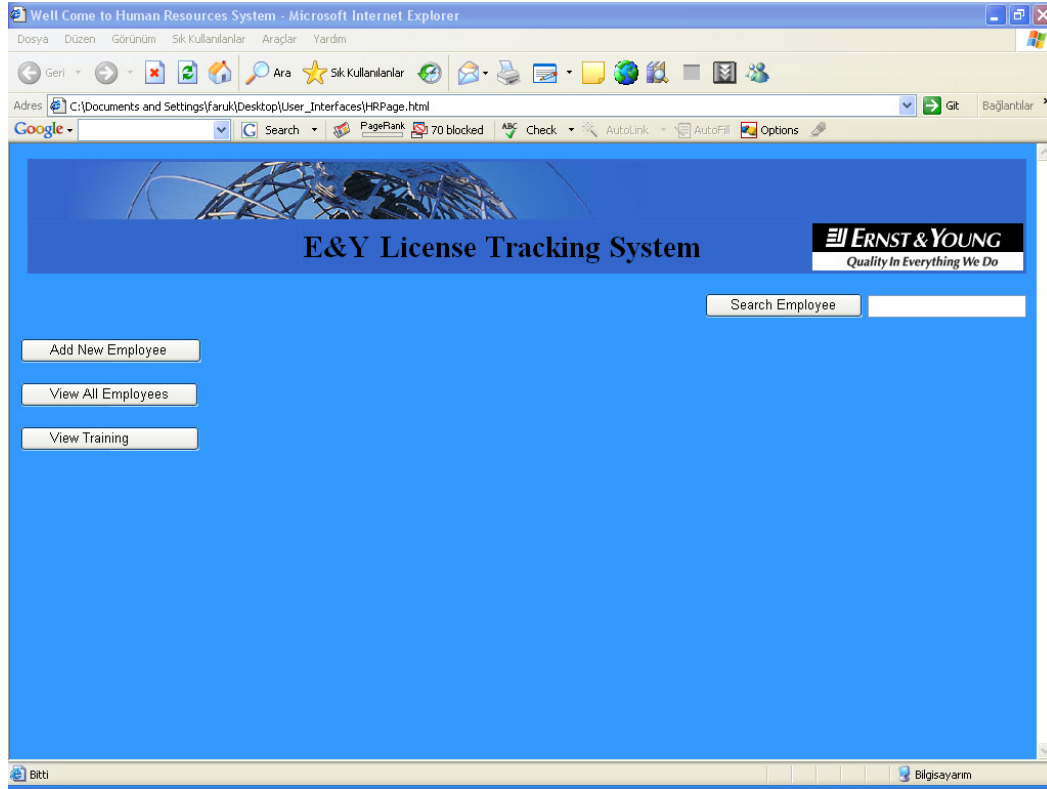 Well Come to Human Resources System - Microsoft Internet Explorer
Dosya Düzen Görünüm Sık Kullanılanlar Araçlar Yardım
Geri Ara Sık Kullanılanlar
Adres C:\Documents and Settings\faruk\Desktop\User_Interfaces\HRPage.html Git Bağlantılar
Google G Search PageRank 70 blocked ABC Check AutoLink AutoFill Options
E&Y License Tracking System
ERNST & YOUNG
Quality In Everything We Do
Search Employee
Add New Employee
View All Employees
View Training
Bitti Bilgisayarım